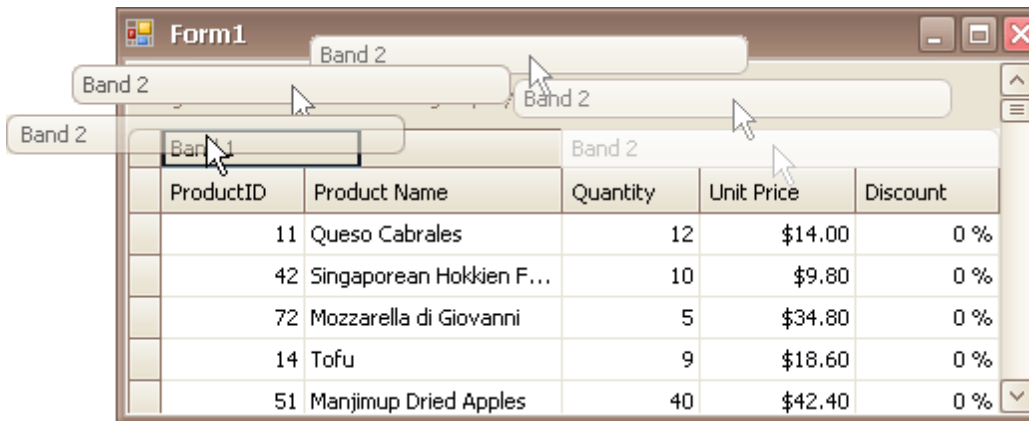 Form1
Band 2
Band 2
Band 2
Band 2
Band 1 Band 2
ProductID Product Name Quantity Unit Price Discount
11 Queso Cabrales 12 $14.00 0 %
42 Singaporean Hokkien F... 10 $9.80 0 %
72 Mozzarella di Giovanni 5 $34.80 0 %
14 Tofu 9 $18.60 0 %
51 Manjimup Dried Apples 40 $42.40 0 %